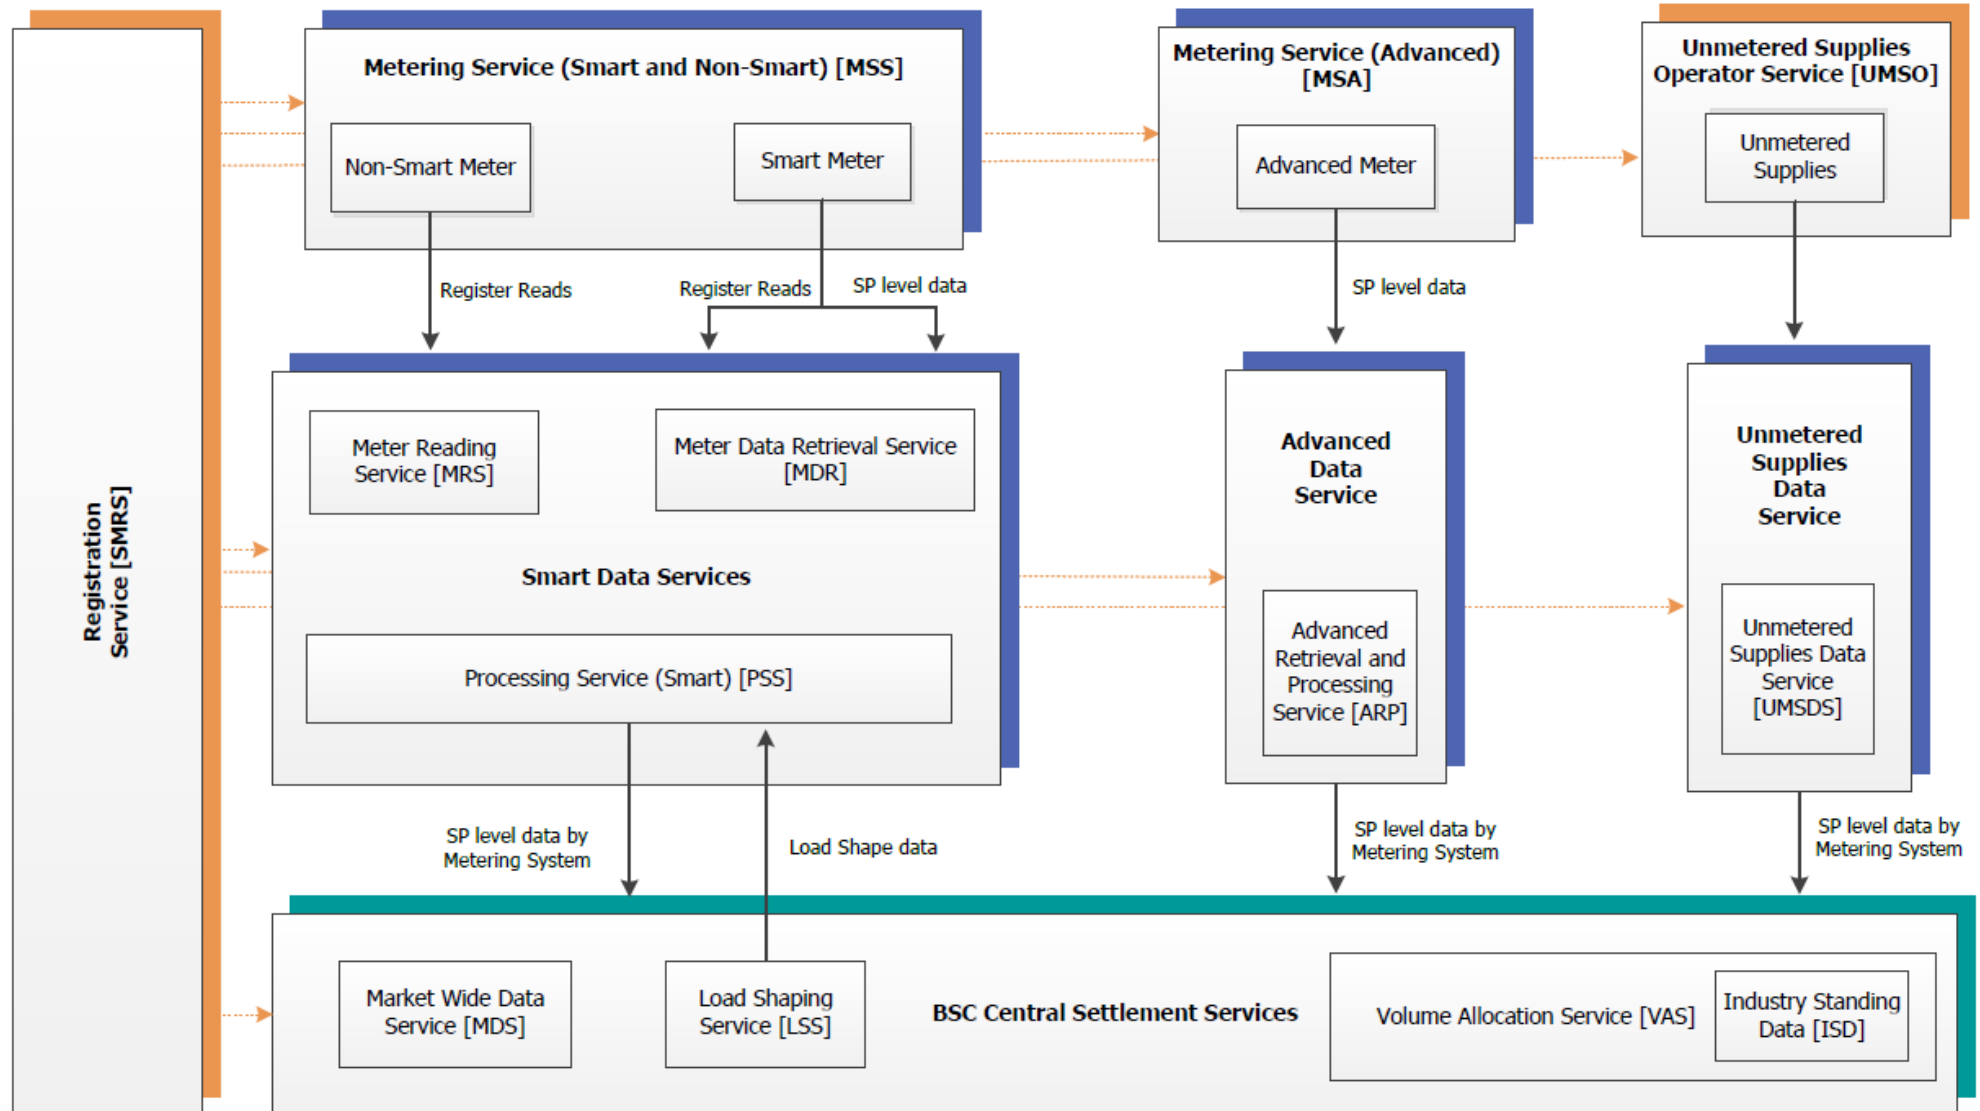 Metering Service (Smart and Non-Smart) [MSS]
Non-Smart Meter
Smart Meter
Metering Service (Advanced)
[MSA]
Advanced Meter
Unmetered Supplies
Operator Service [UMSO]
Unmetered
Supplies
Register Reads
Register Reads
SP level data
SP level data
Registration
Service [SMRS]
Meter Reading
Service [MRS]
Meter Data Retrieval Service
[MDR]
Smart Data Services
Processing Service (Smart) [PSS]
Advanced
Data
Service
Advanced
Retrieval and
Processing
Service [ARP]
Unmetered
Supplies
Data
Service
Unmetered
Supplies Data
Service
[UMSDS]
SP level data by
Metering System
Load Shape data
SP level data by
Metering System
SP level data by
Metering System
Market Wide Data
Service [MDS]
Load Shaping
Service [LSS]
BSC Central Settlement Services
Volume Allocation Service [VAS]
Industry Standing
Data [ISD]